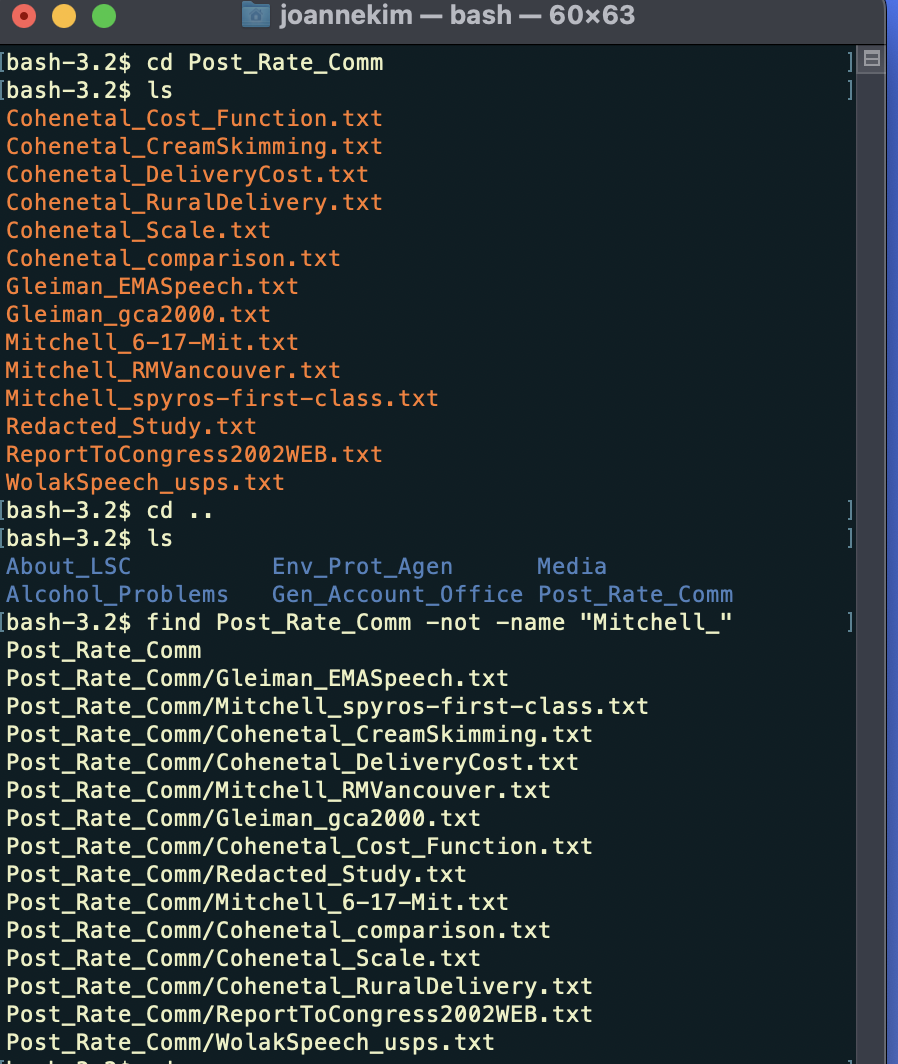 joannekim — bash — 60×63
[bash-3.2$ cd Post_Rate_Comm ]
[bash-3.2$ ls ]
Cohenetal_Cost_Function.txt
Cohenetal_CreamSkimming.txt
Cohenetal_DeliveryCost.txt
Cohenetal_RuralDelivery.txt
Cohenetal_Scale.txt
Cohenetal_comparison.txt
Gleiman_EMASpeech.txt
Gleiman_gca2000.txt
Mitchell_6-17-Mit.txt
Mitchell_RMVancouver.txt
Mitchell_spyros-first-class.txt
Redacted_Study.txt
ReportToCongress2002WEB.txt
WolakSpeech_usps.txt
[bash-3.2$ cd .. ]
[bash-3.2$ ls ]
About_LSC Env_Prot_Agen Media
Alcohol_Problems Gen_Account_Office Post_Rate_Comm
[bash-3.2$ find Post_Rate_Comm -not -name "Mitchell_" ]
Post_Rate_Comm
Post_Rate_Comm/Gleiman_EMASpeech.txt
Post_Rate_Comm/Mitchell_spyros-first-class.txt
Post_Rate_Comm/Cohenetal_CreamSkimming.txt
Post_Rate_Comm/Cohenetal_DeliveryCost.txt
Post_Rate_Comm/Mitchell_RMVancouver.txt
Post_Rate_Comm/Gleiman_gca2000.txt
Post_Rate_Comm/Cohenetal_Cost_Function.txt
Post_Rate_Comm/Redacted_Study.txt
Post_Rate_Comm/Mitchell_6-17-Mit.txt
Post_Rate_Comm/Cohenetal_comparison.txt
Post_Rate_Comm/Cohenetal_Scale.txt
Post_Rate_Comm/Cohenetal_RuralDelivery.txt
Post_Rate_Comm/ReportToCongress2002WEB.txt
Post_Rate_Comm/WolakSpeech_usps.txt